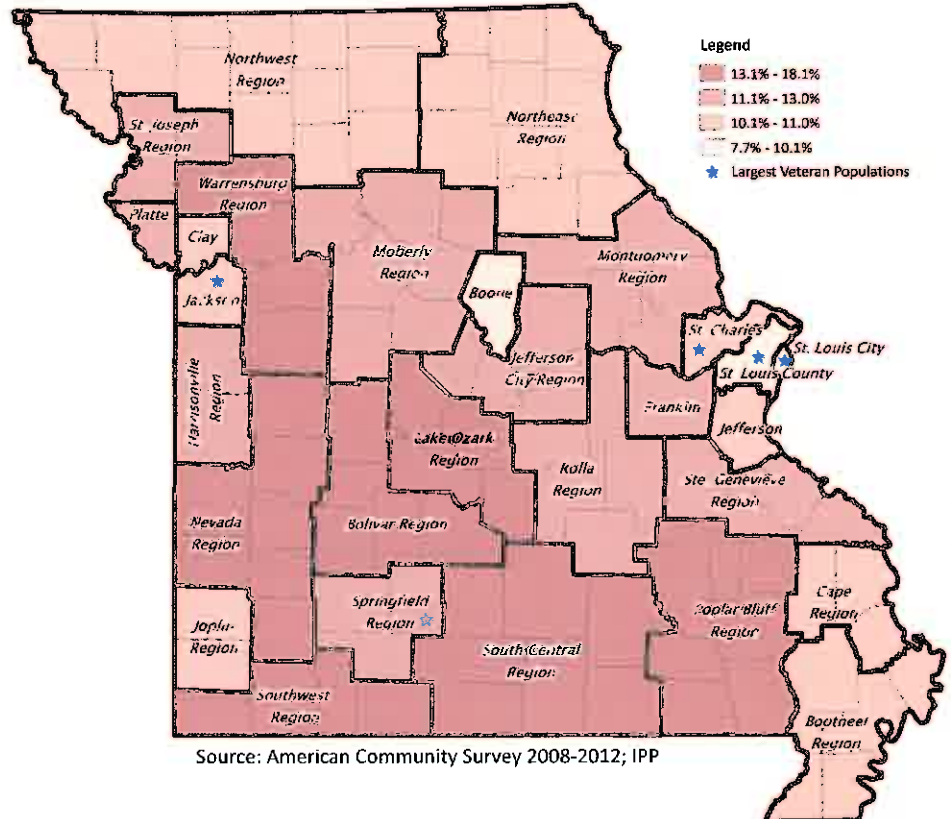 Legend
13.1% - 18.1%
11.1% - 13.0%
10.1% - 11.0%
7.7% - 10.1%
Largest Veteran Populations
Northwest
Region
Northeast
Region
St. Joseph
Region
Warrensburg
Region
Platte
Clay
Moberly
Region
Montgomery
Region
Boone
Jackson
St. Charles
St. Louis City
St. Louis County
Jefferson
City Region
Harrisonville
Region
Franklin
Jefferson
Lake Ozark
Region
Rolla
Region
Ste. Genevieve
Region
Nevada
Region
Bolivar Region
Springfield
Region
Poplar Bluff
Region
Cape
Region
Joplin
Region
South Central
Region
Southwest
Region
Bootheel
Region
Source: American Community Survey 2008-2012; IPP